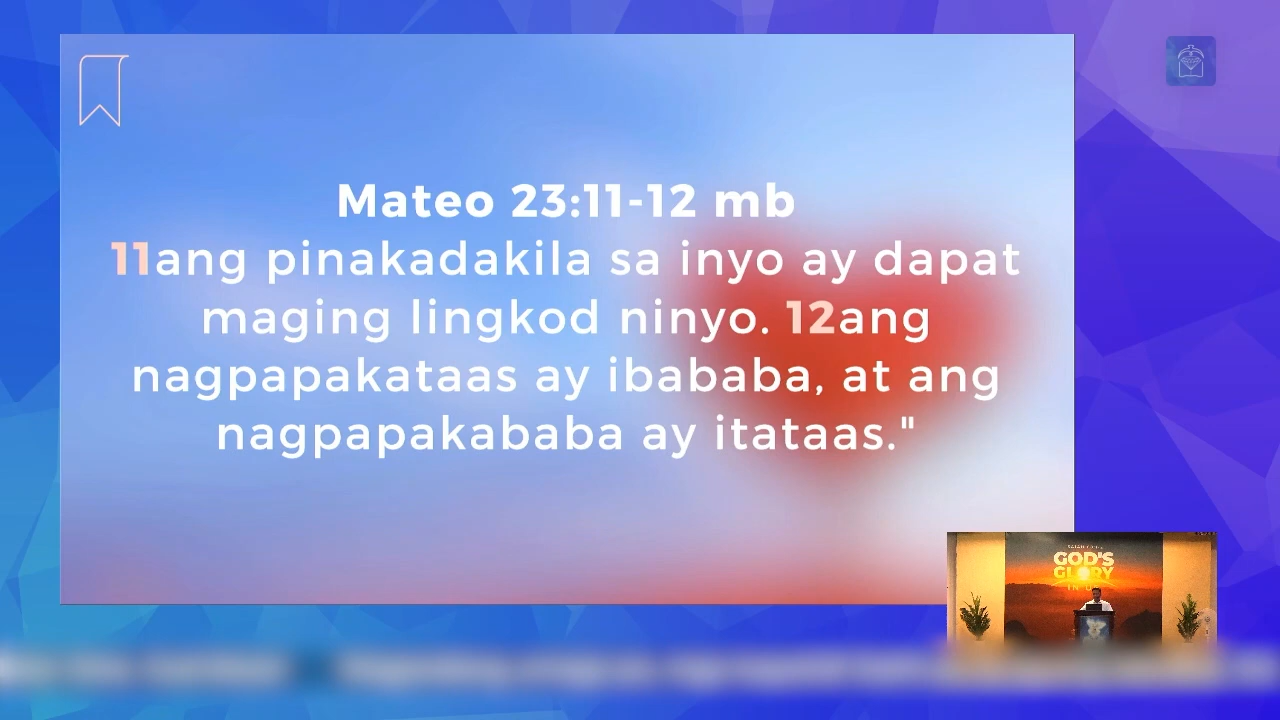 Mateo 23:11-12 mb
11ang pinakadakila sa inyo ay dapat
maging lingkod ninyo. 12ang
nagpapakataas ay ibababa, at ang
nagpapakababa ay itataas."
GOD'S
GLORY